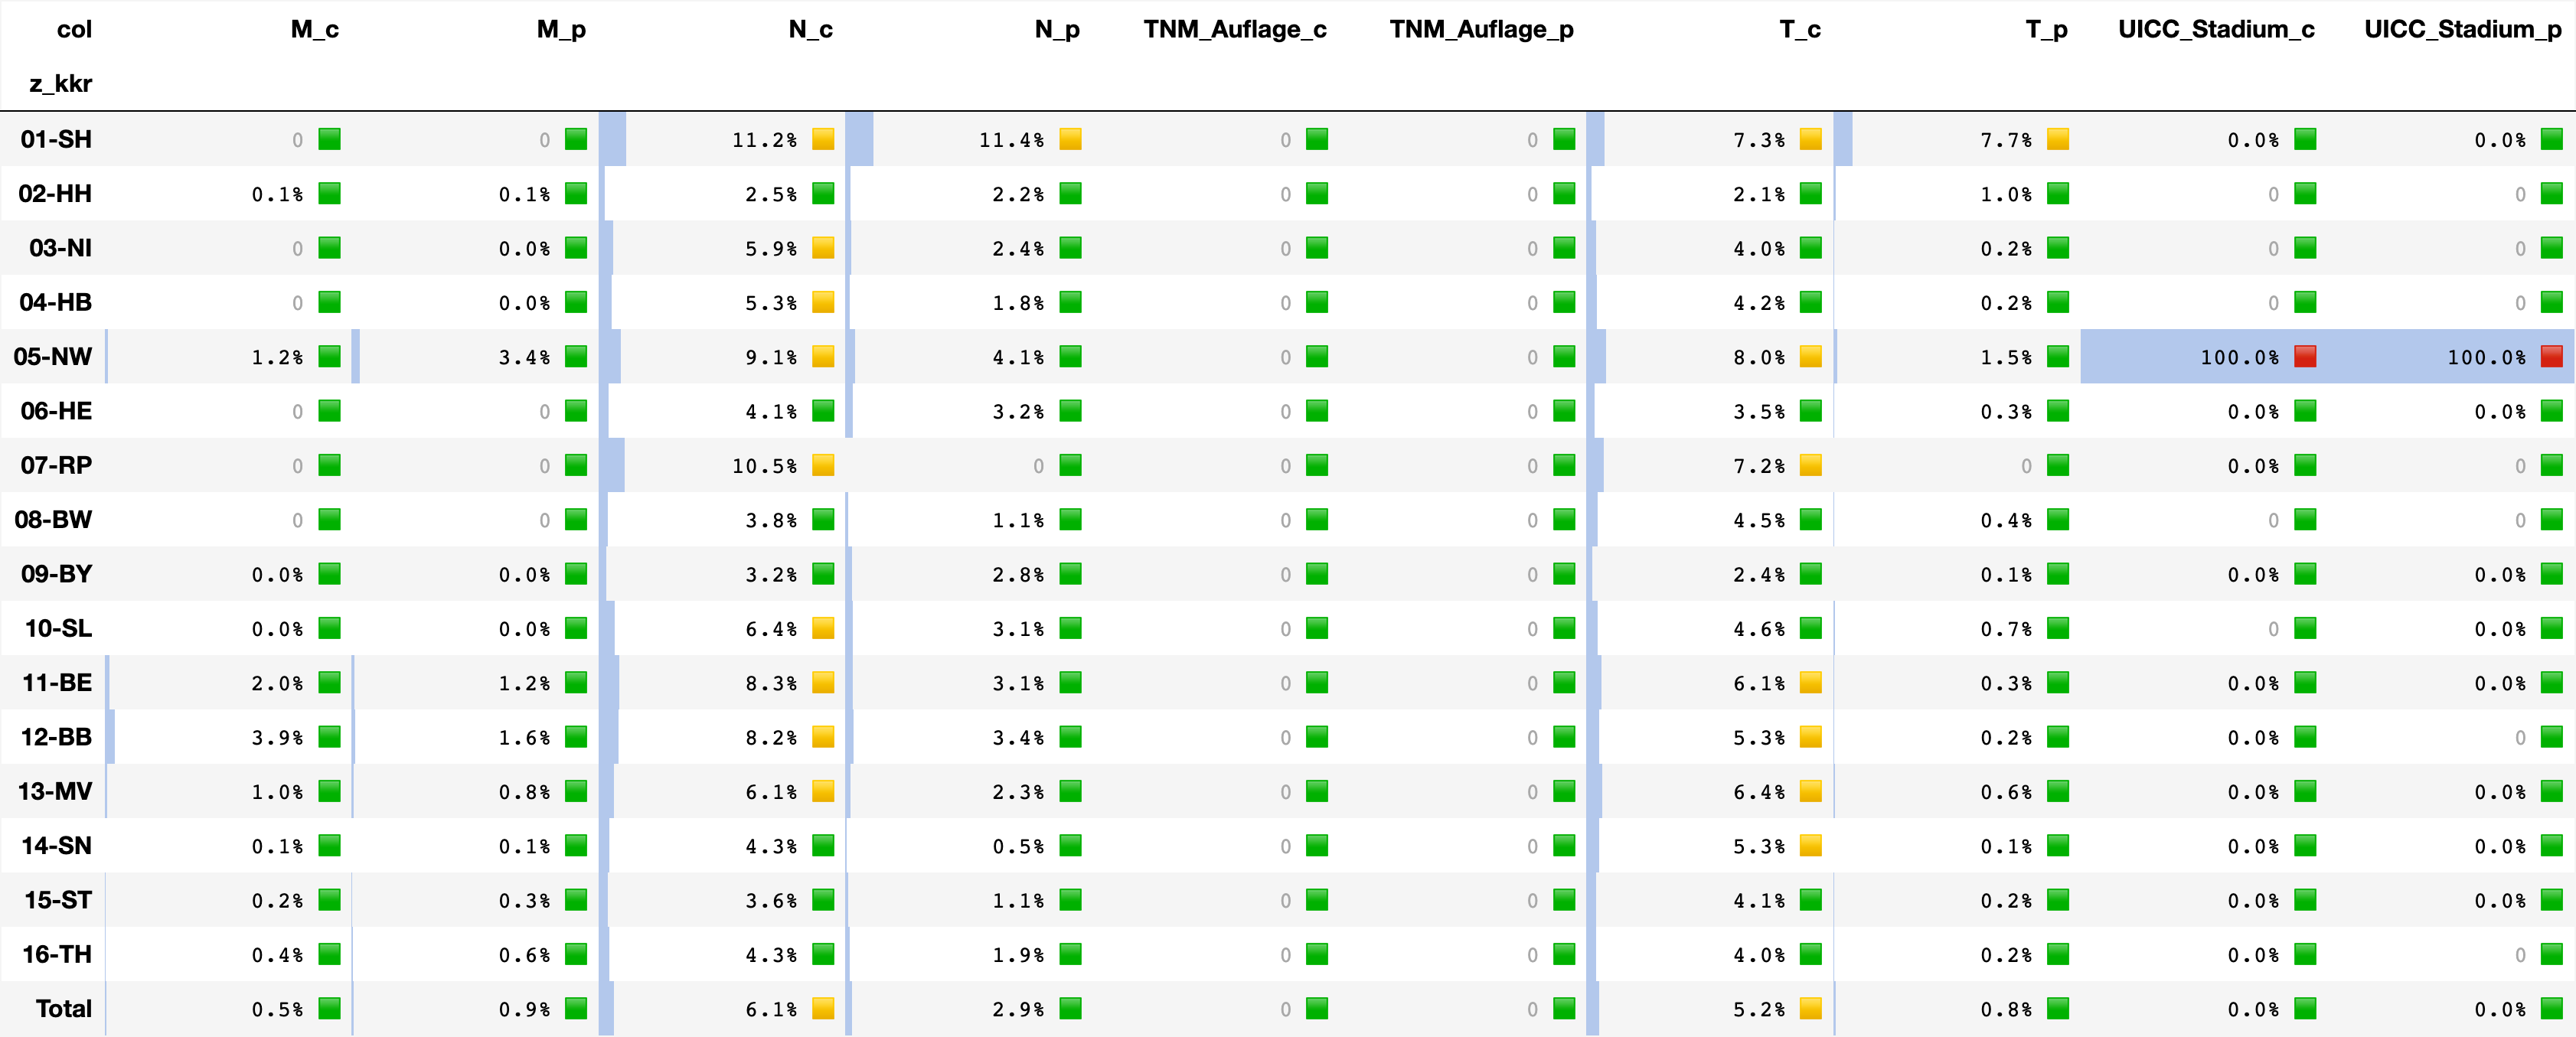 col M_c M_p N_c N_p TNM_Auflage_c TNM_Auflage_p T_c T_p UICC_Stadium_c UICC_Stadium_p
z_kkr
01-SH 0 0 11.2% 11.4% 0 0 7.3% 7.7% 0.0% 0.0%
02-HH 0.1% 0.1% 2.5% 2.2% 0 0 2.1% 1.0% 0 0
03-NI 0 0.0% 5.9% 2.4% 0 0 4.0% 0.2% 0 0
04-HB 0 0.0% 5.3% 1.8% 0 0 4.2% 0.2% 0 0
05-NW 1.2% 3.4% 9.1% 4.1% 0 0 8.0% 1.5% 100.0% 100.0%
06-HE 0 0 4.1% 3.2% 0 0 3.5% 0.3% 0.0% 0.0%
07-RP 0 0 10.5% 0 0 0 7.2% 0 0.0% 0
08-BW 0 0 3.8% 1.1% 0 0 4.5% 0.4% 0 0
09-BY 0.0% 0.0% 3.2% 2.8% 0 0 2.4% 0.1% 0.0% 0.0%
10-SL 0.0% 0.0% 6.4% 3.1% 0 0 4.6% 0.7% 0 0.0%
11-BE 2.0% 1.2% 8.3% 3.1% 0 0 6.1% 0.3% 0.0% 0.0%
12-BB 3.9% 1.6% 8.2% 3.4% 0 0 5.3% 0.2% 0.0% 0
13-MV 1.0% 0.8% 6.1% 2.3% 0 0 6.4% 0.6% 0.0% 0.0%
14-SN 0.1% 0.1% 4.3% 0.5% 0 0 5.3% 0.1% 0.0% 0.0%
15-ST 0.2% 0.3% 3.6% 1.1% 0 0 4.1% 0.2% 0.0% 0.0%
16-TH 0.4% 0.6% 4.3% 1.9% 0 0 4.0% 0.2% 0.0% 0
Total 0.5% 0.9% 6.1% 2.9% 0 0 5.2% 0.8% 0.0% 0.0%